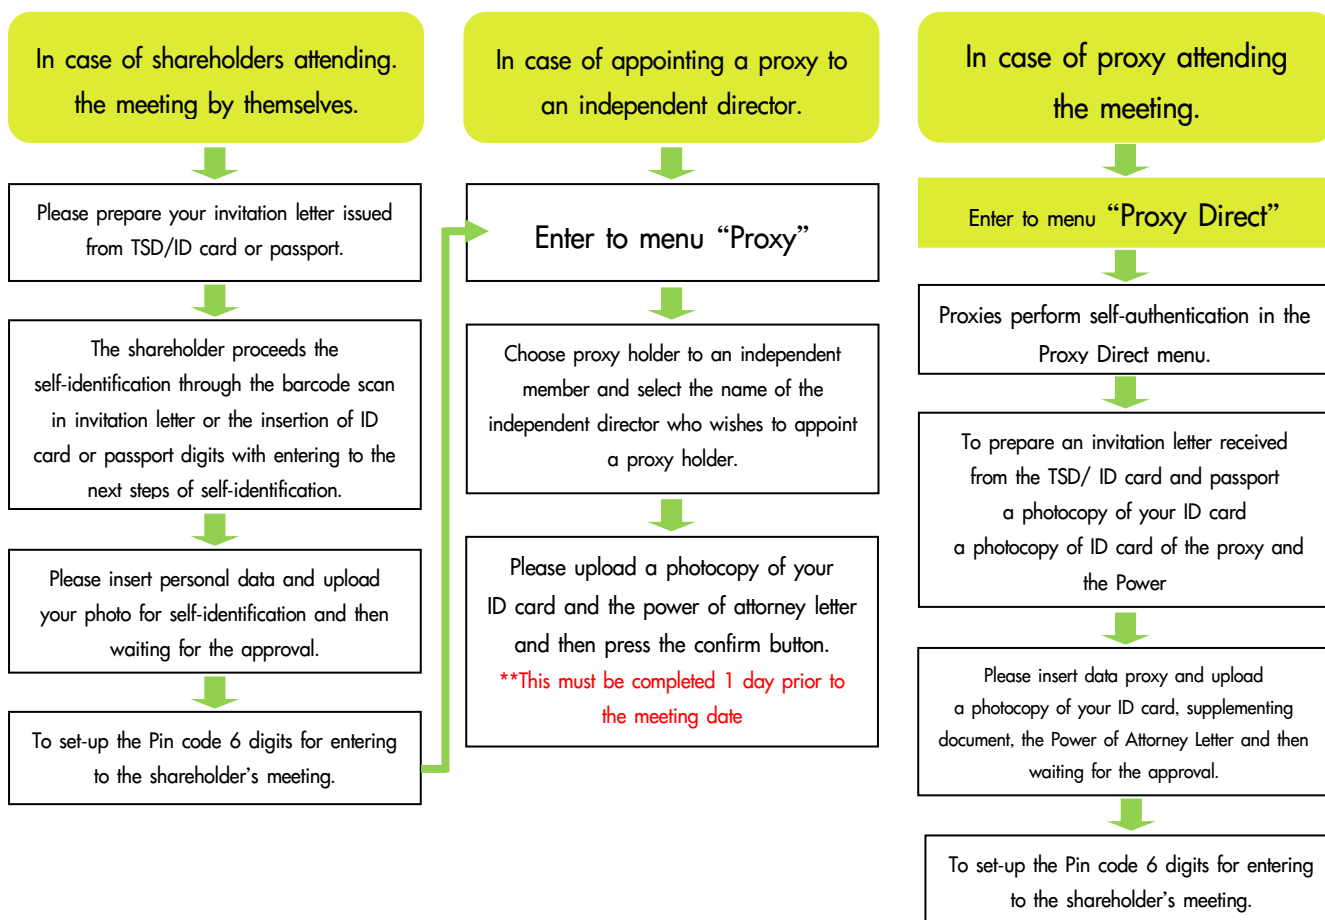 In case of shareholders attending.
the meeting by themselves.
Please prepare your invitation letter issued
from TSD/ID card or passport.
The shareholder proceeds the
self-identification through the barcode scan
in invitation letter or the insertion of ID
card or passport digits with entering to the
next steps of self-identification.
Please insert personal data and upload
your photo for self-identification and then
waiting for the approval.
To set-up the Pin code 6 digits for entering
to the shareholder’s meeting.
In case of appointing a proxy to
an independent director.
Enter to menu “Proxy”
Choose proxy holder to an independent
member and select the name of the
independent director who wishes to appoint
a proxy holder.
Please upload a photocopy of your
ID card and the power of attorney letter
and then press the confirm button.
**This must be completed 1 day prior to
the meeting date
In case of proxy attending
the meeting.
Enter to menu “Proxy Direct”
Proxies perform self-authentication in the
Proxy Direct menu.
To prepare an invitation letter received
from the TSD/ ID card and passport
a photocopy of your ID card
a photocopy of ID card of the proxy and
the Power
Please insert data proxy and upload
a photocopy of your ID card, supplementing
document, the Power of Attorney Letter and then
waiting for the approval.
To set-up the Pin code 6 digits for entering
to the shareholder’s meeting.